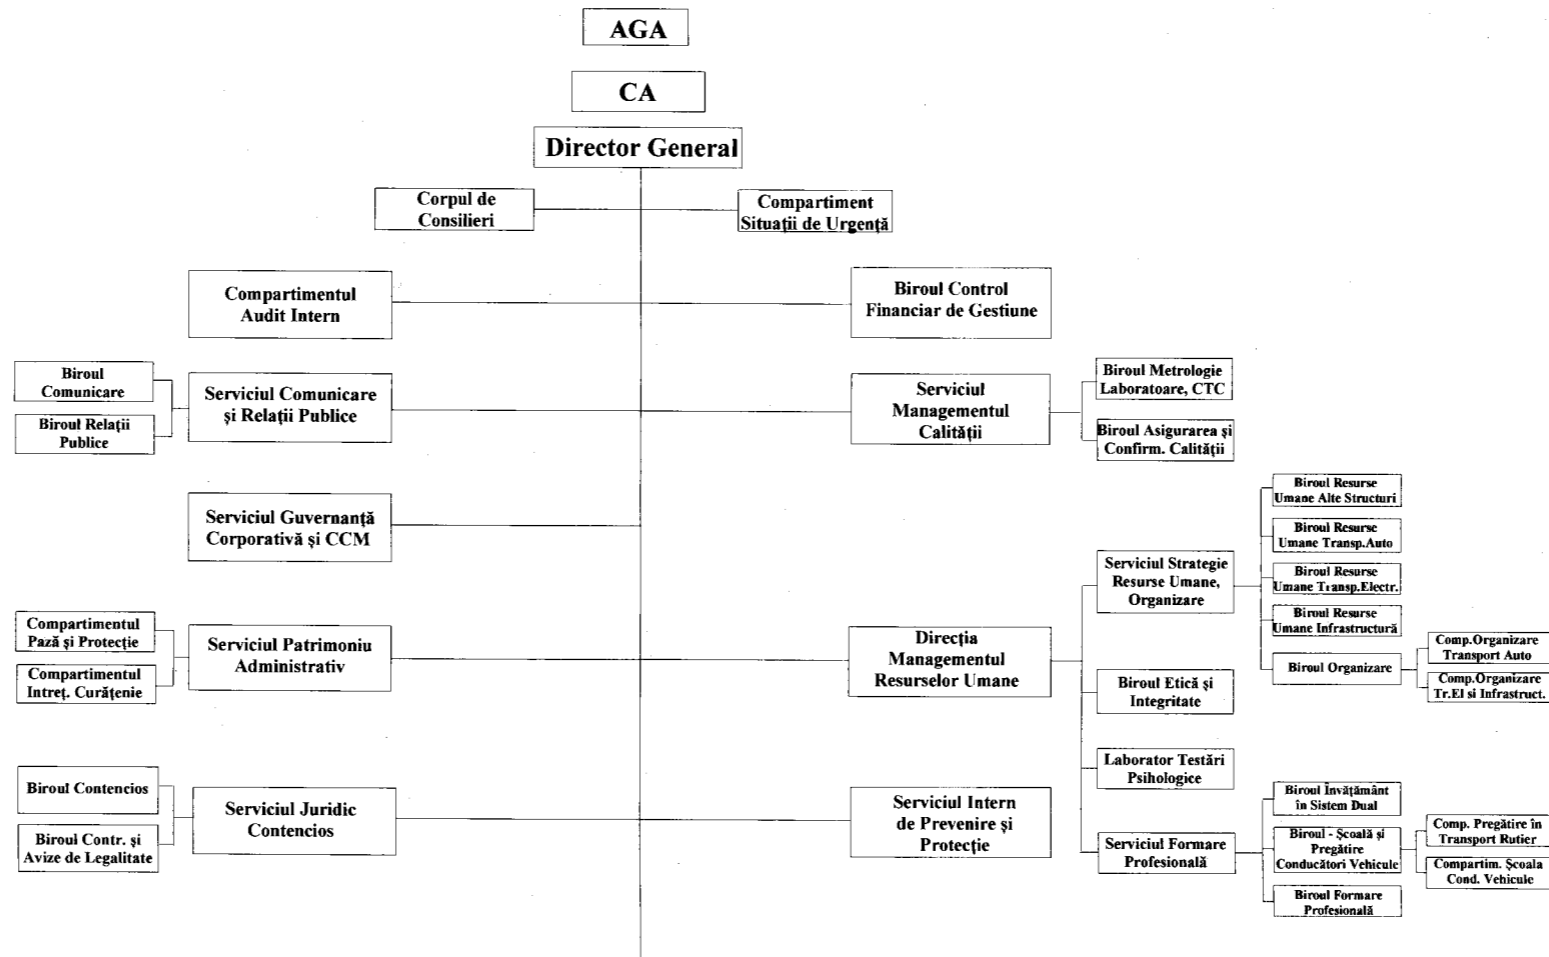 AGA
CA
Director General
Corpul de
Consilieri
Compartiment
Situații de Urgență
Compartimentul
Audit Intern
Biroul Control
Financiar de Gestiune
Biroul
Comunicare
Biroul Relații
Publice
Serviciul Comunicare
și Relații Publice
Serviciul
Managementul
Calității
Biroul Metrologie
Laboratoare, CTC
Biroul Asigurarea și
Confirm. Calității
Serviciul Guvernanță
Corporativă și CCM
Compartimentul
Pază și Protecție
Compartimentul
Intreț. Curățenie
Serviciul Patrimoniu
Administrativ
Direcția
Managementul
Resurselor Umane
Serviciul Strategie
Resurse Umane,
Organizare
Biroul Resurse
Umane Alte Structuri
Biroul Resurse
Umane Transp.Auto
Biroul Resurse
Umane Transp.Electr.
Biroul Resurse
Umane Infrastructură
Biroul Organizare
Comp.Organizare
Transport Auto
Comp.Organizare
Tr.El si Infrastruct.
Biroul Etică și
Integritate
Laborator Testări
Psihologice
Biroul Contencios
Biroul Contr. și
Avize de Legalitate
Serviciul Juridic
Contencios
Serviciul Intern
de Prevenire și
Protecție
Serviciul Formare
Profesională
Biroul Învățământ
în Sistem Dual
Biroul - Școală și
Pregătire
Conducători Vehicule
Biroul Formare
Profesională
Comp. Pregătire în
Transport Rutier
Compartim. Școala
Cond. Vehicule